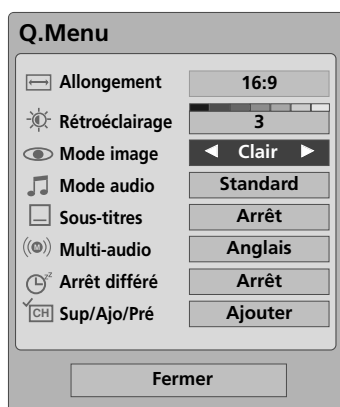 Q.Menu
Allongement 16:9
Rétroéclairage 3
Mode image ◄ Clair ►
Mode audio Standard
Sous-titres Arrêt
Multi-audio Anglais
Arrêt différé Arrêt
CH Sup/Ajo/Pré Ajouter
Fermer